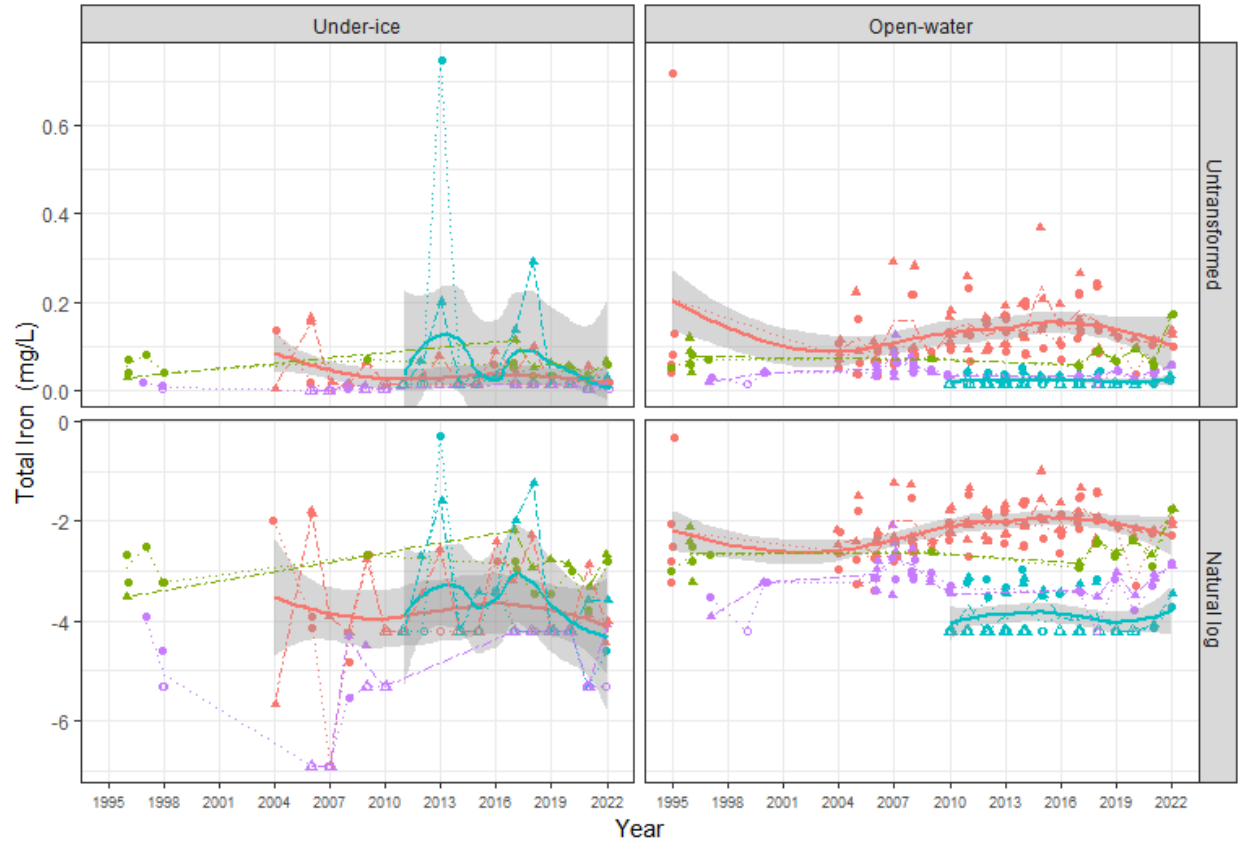 Under-ice Open-water
Total Iron (mg/L)
0.6
0.4
0.2
0.0
Untransformed
0
-2
-4
-6
Natural log
1995 1998 2001 2004 2007 2010 2013 2016 2019 2022 1995 1998 2001 2004 2007 2010 2013 2016 2019 2022
Year